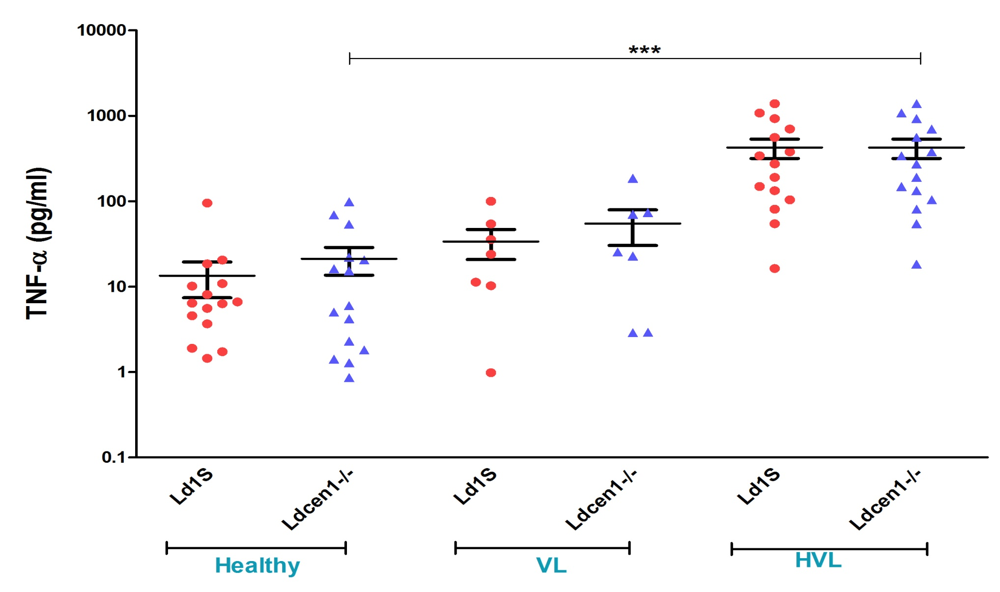 10000
***
1000
100
TNF-α (pg/ml)
10
1
0.1
Ld1S
Ldcen1-/-
Ld1S
Ldcen1-/-
Ld1S
Ldcen1-/-
Healthy
VL
HVL